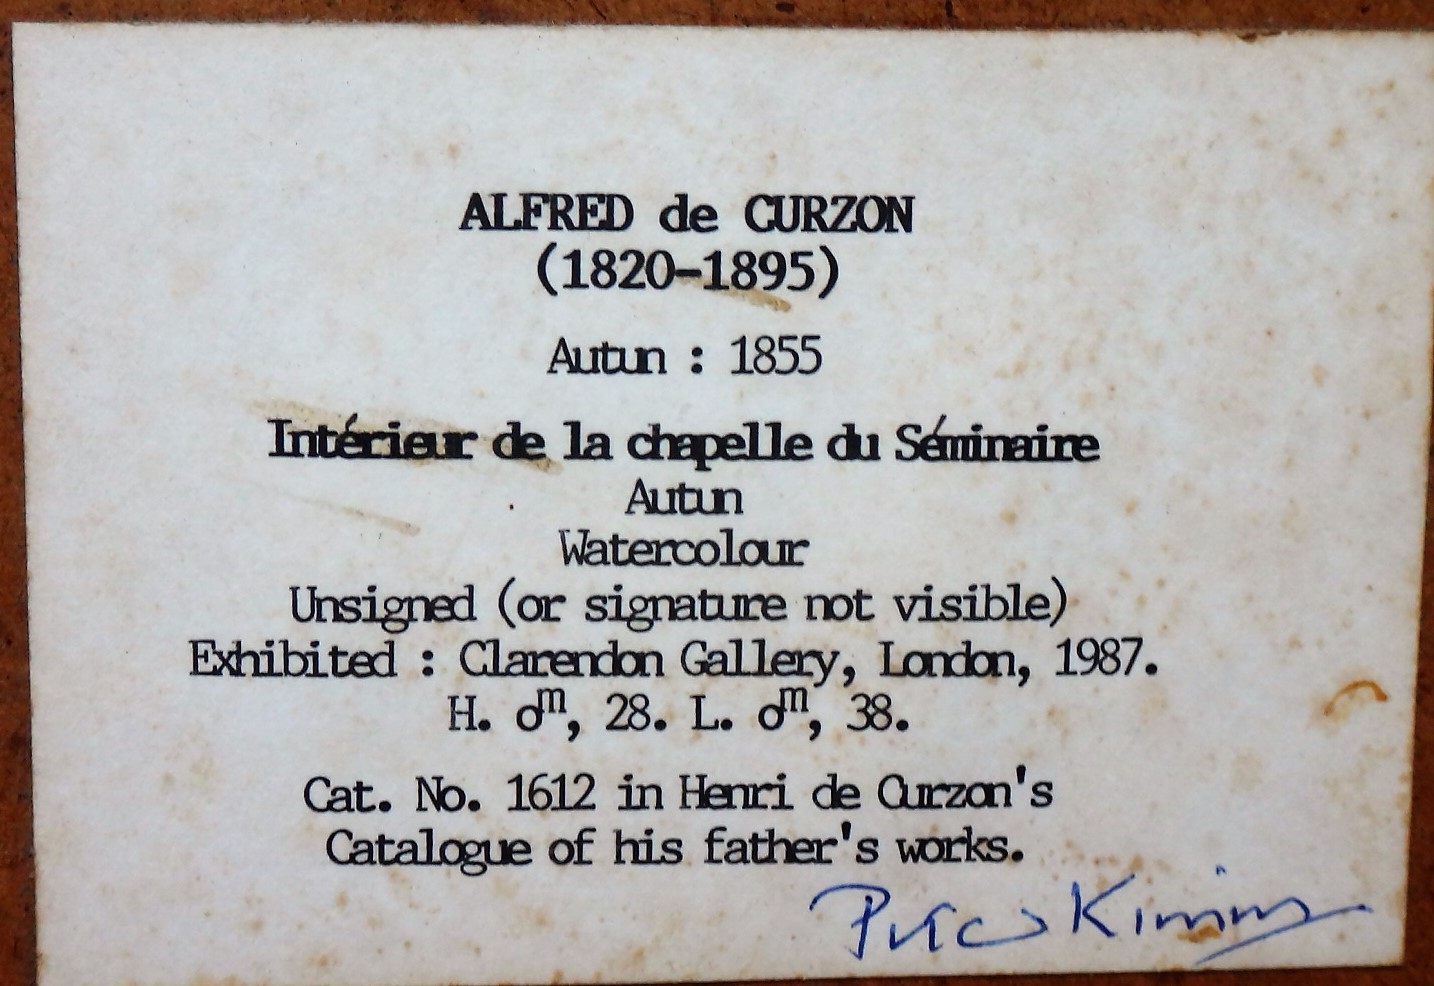 ALFRED de CURZON
(1820-1895)
Autun : 1855
Intérieur de la chapelle du Séminaire
Autun
Watercolour
Unsigned (or signature not visible)
Exhibited : Clarendon Gallery, London, 1987.
H. oᵐ, 28. L. oᵐ, 38.
Cat. No. 1612 in Henri de Curzon's
Catalogue of his father's works.